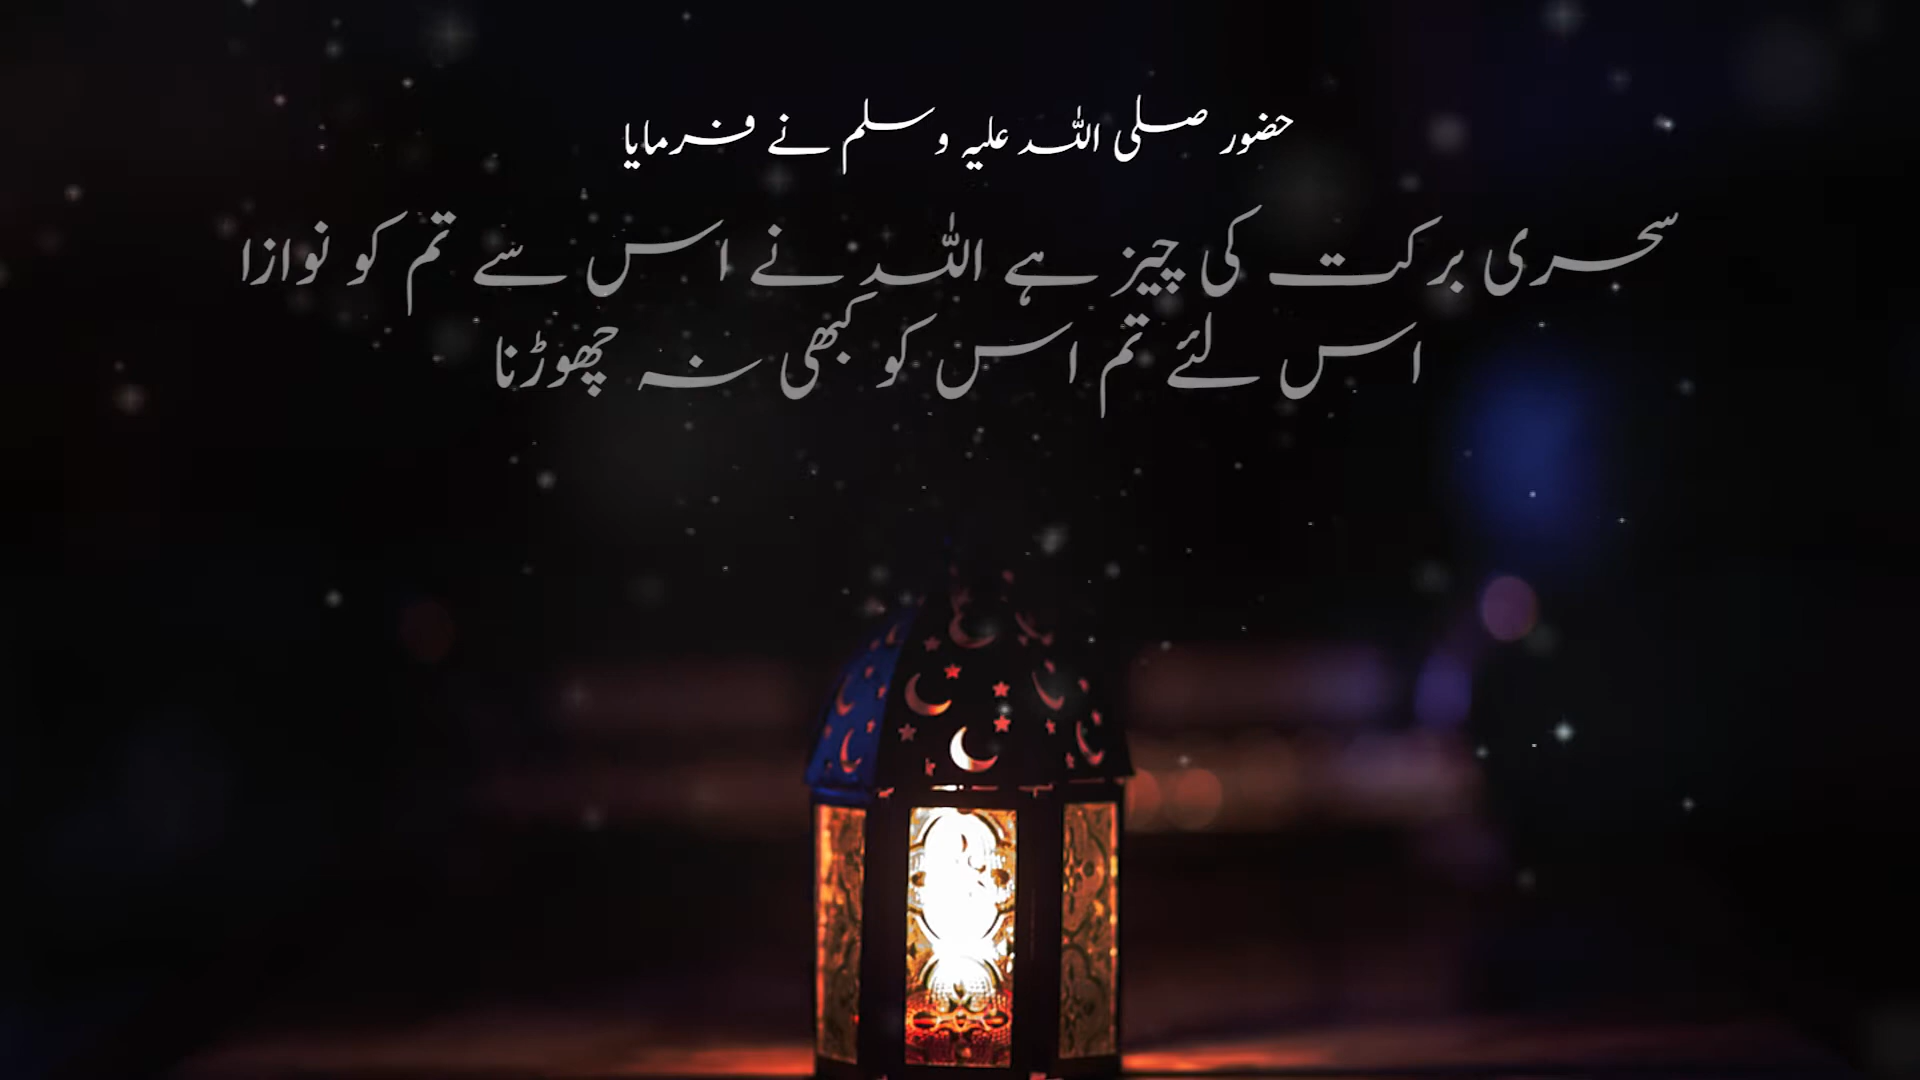 حضور صلی اللہ علیہ وسلم نے فرمایا
سحری برکت کی چیز ہے اللہ نے اس سے تم کو نوازا
اس لئے تم اس کو کبھی نہ چھوڑنا